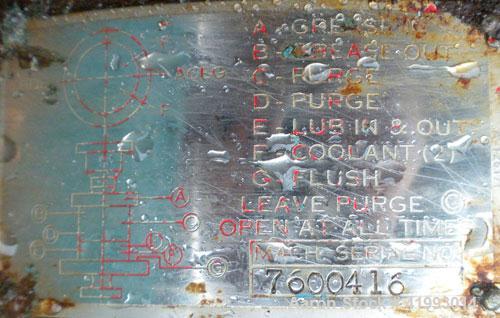 A GREASE IN
B GREASE OUT
C PURGE
D PURGE
E LUB IN & OUT
F COOLANT (2)
G FLUSH
LEAVE PURGE C
OPEN AT ALL TIMES
MACH. SERIAL NO.
7600416
F
A,C,E,G
F
A
C
D
B
G